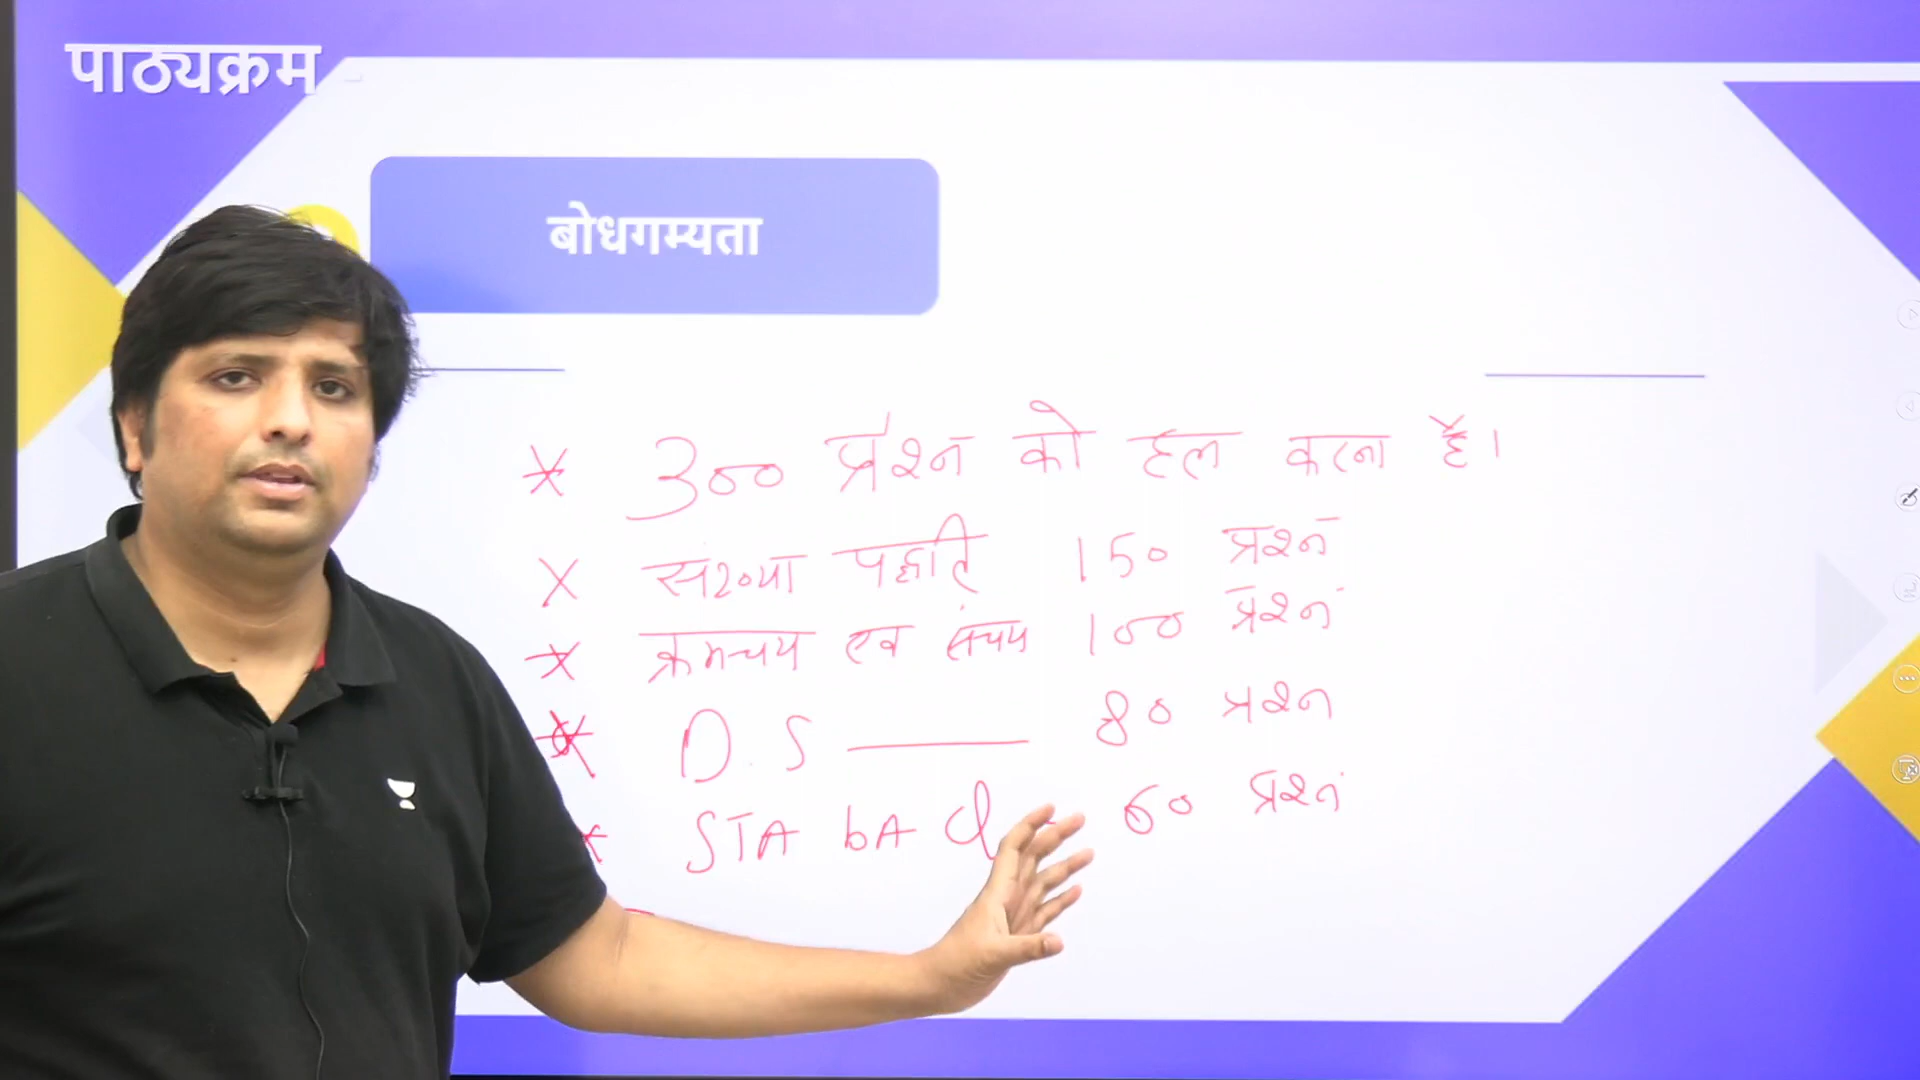 पाठ्यक्रम
बोधगम्यता
* 300 प्रश्न को हल करना है।
* संख्या पद्धति 150 प्रश्न
* क्रमचय एवं संचय 100 प्रश्न
* D.S — 80 प्रश्न
* STA bA 60 प्रश्न